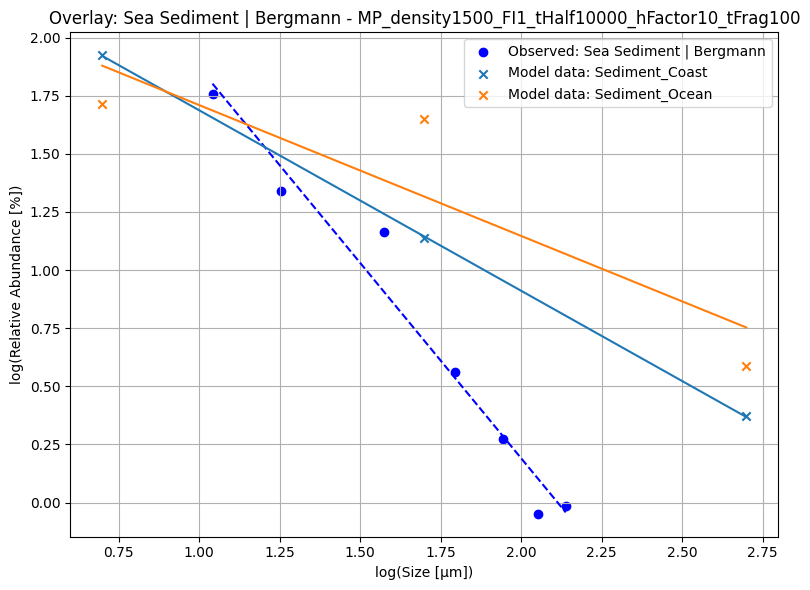 Overlay: Sea Sediment | Bergmann - MP_density1500_FI1_tHalf10000_hFactor10_tFrag100
Observed: Sea Sediment | Bergmann
Model data: Sediment_Coast
Model data: Sediment_Ocean
log(Relative Abundance [%])
2.00
1.75
1.50
1.25
1.00
0.75
0.50
0.25
0.00
0.75 1.00 1.25 1.50 1.75 2.00 2.25 2.50 2.75
log(Size [μm])